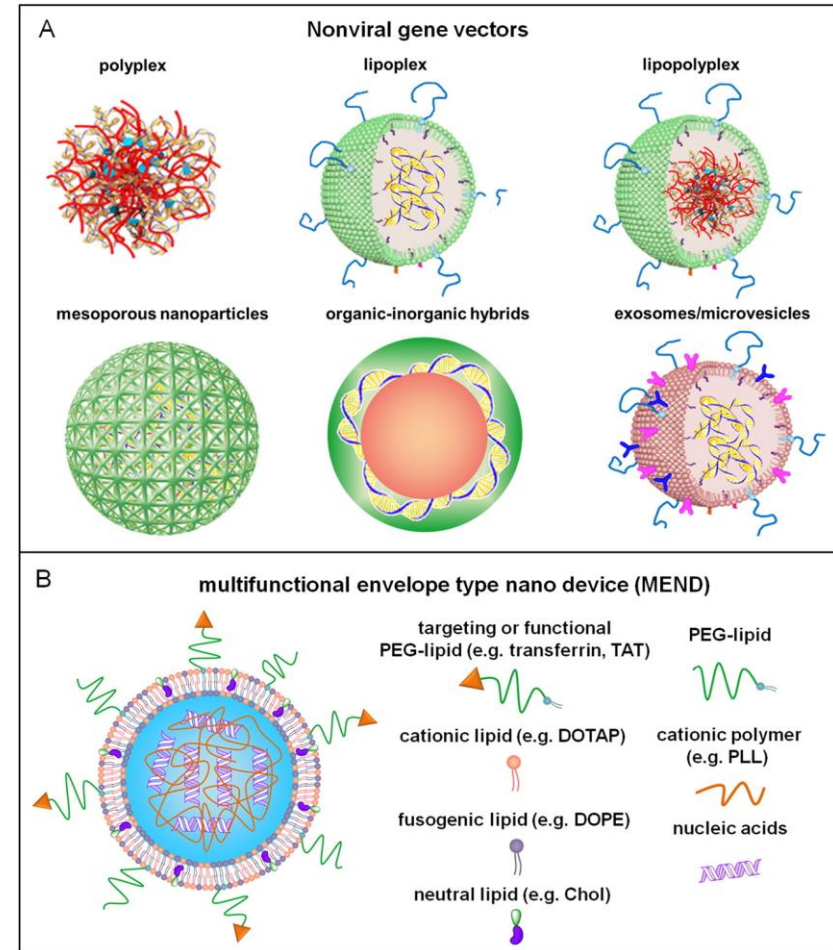 A
Nonviral gene vectors
polyplex
lipoplex
lipopolyplex
mesoporous nanoparticles
organic-inorganic hybrids
exosomes/microvesicles
B
multifunctional envelope type nano device (MEND)
targeting or functional
PEG-lipid (e.g. transferrin, TAT)
PEG-lipid
cationic lipid (e.g. DOTAP)
cationic polymer
(e.g. PLL)
fusogenic lipid (e.g. DOPE)
nucleic acids
neutral lipid (e.g. Chol)